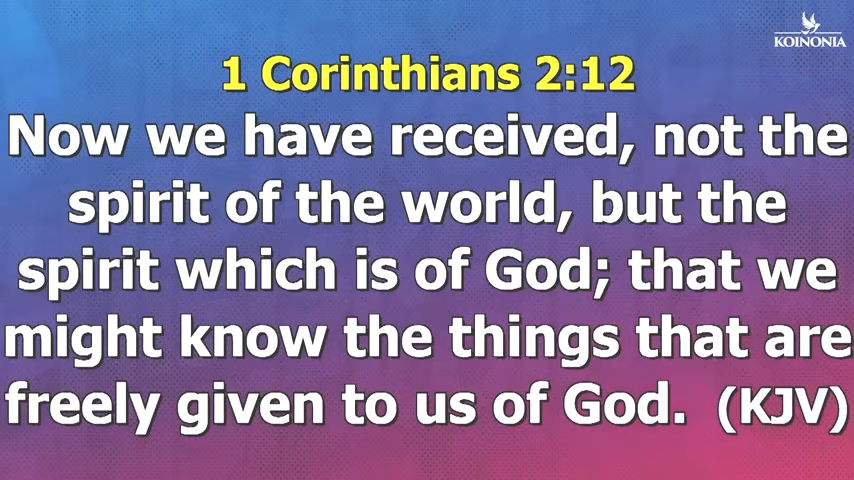 KOINONIA
1 Corinthians 2:12
Now we have received, not the
spirit of the world, but the
spirit which is of God; that we
might know the things that are
freely given to us of God. (KJV)